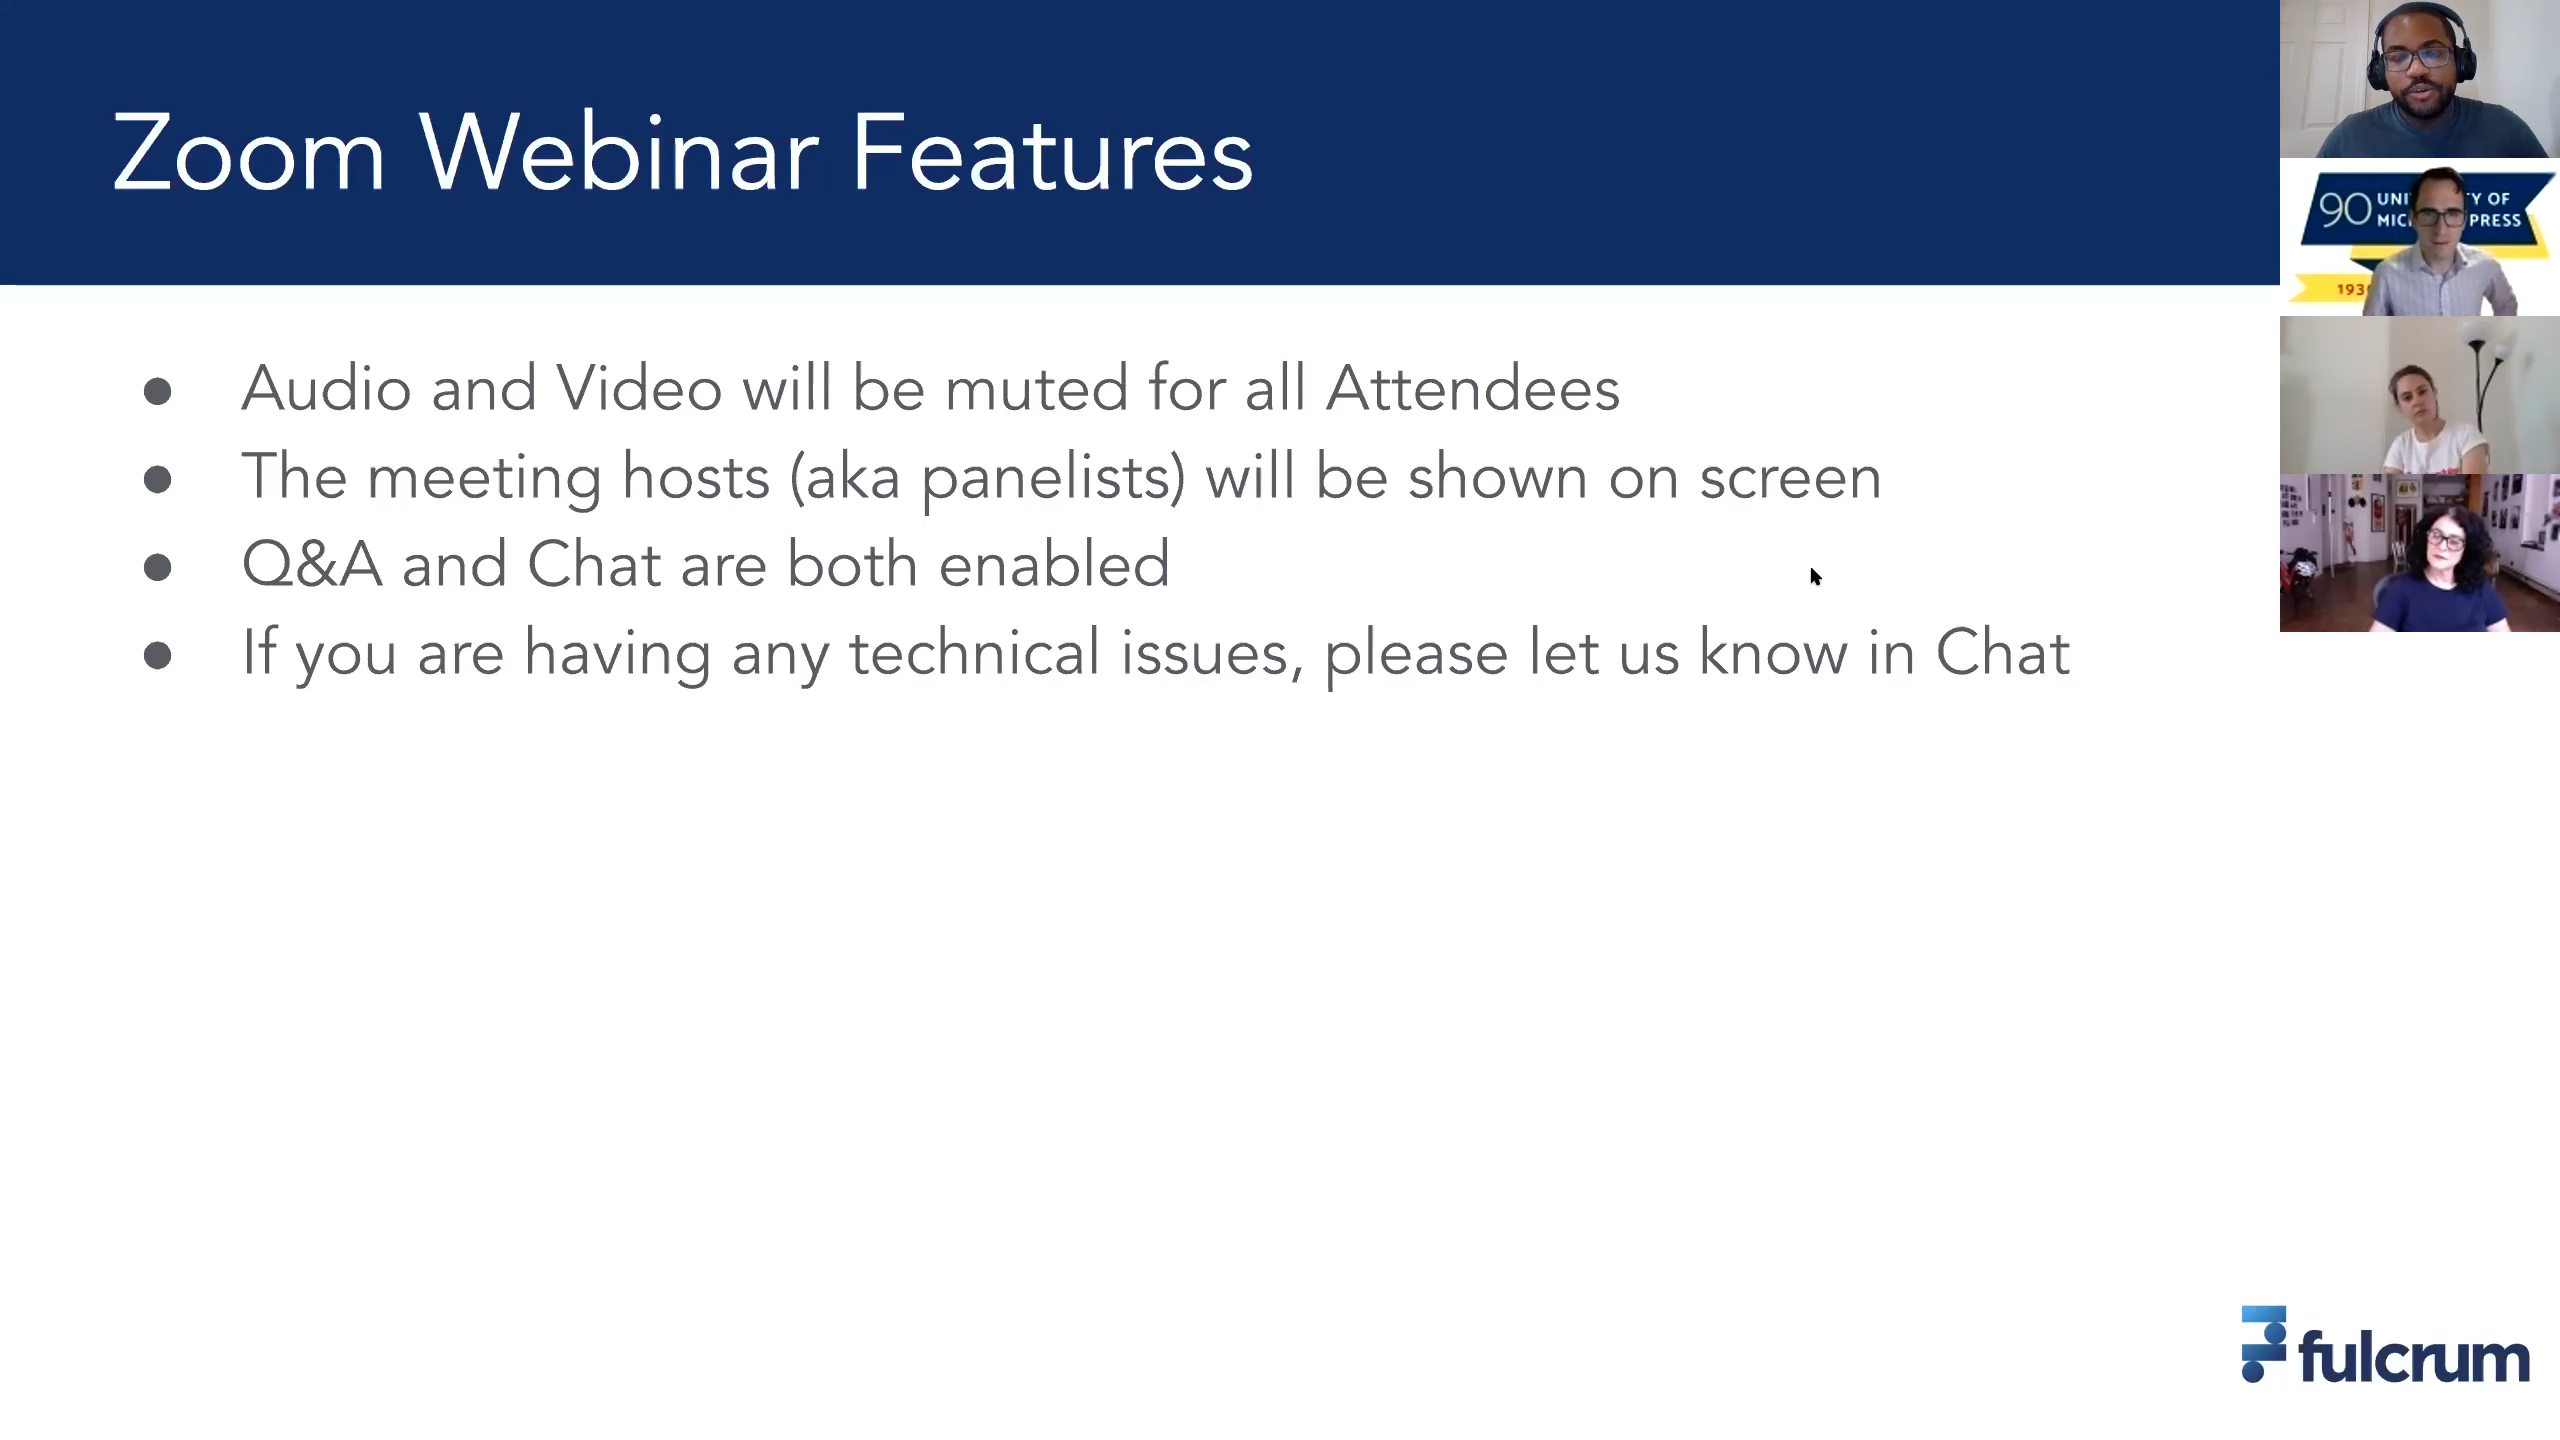 Zoom Webinar Features
● Audio and Video will be muted for all Attendees
● The meeting hosts (aka panelists) will be shown on screen
● Q&A and Chat are both enabled
● If you are having any technical issues, please let us know in Chat
90
OF
PRESS
fulcrum